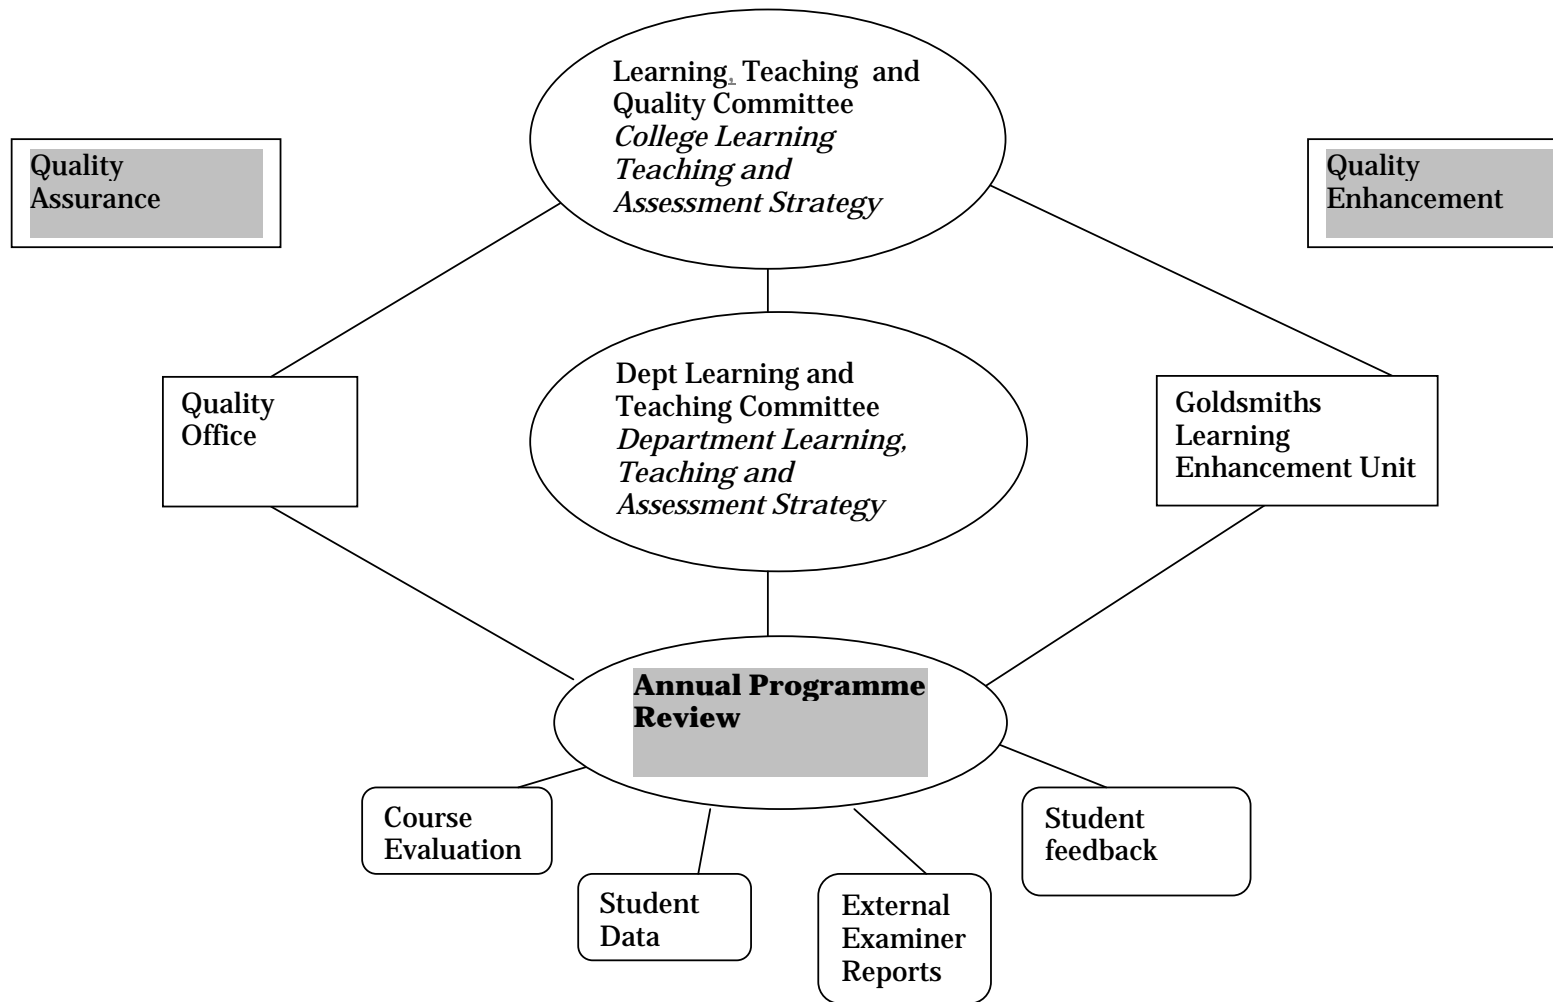 Learning, Teaching and
Quality Committee
College Learning
Teaching and
Assessment Strategy
Quality
Assurance
Quality
Enhancement
Dept Learning and
Teaching Committee
Department Learning,
Teaching and
Assessment Strategy
Quality
Office
Goldsmiths
Learning
Enhancement Unit
Annual Programme
Review
Course
Evaluation
Student
Data
External
Examiner
Reports
Student
feedback